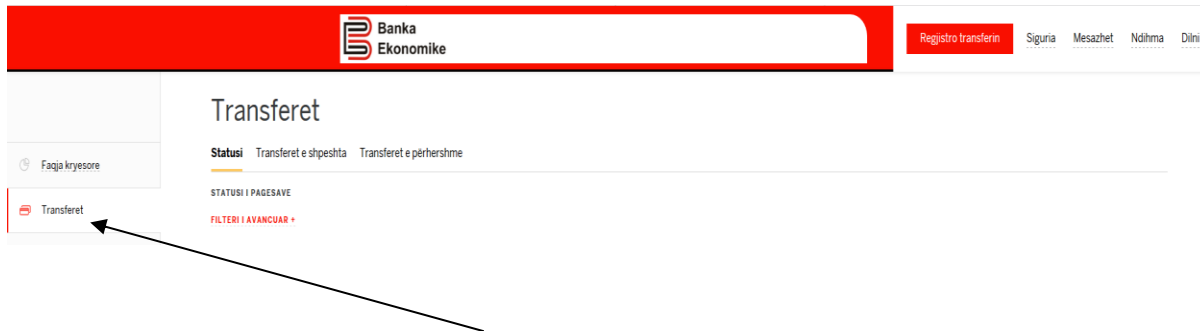 Banka
Ekonomike
Regjistro transferin Siguria Mesazhet Ndihma Dilni
Transferet
Statusi Transferet e shpeshta Transferet e përhershme
Faqja kryesore
STATUSI I PAGESAVE
Transferet
FILTERI I AVANCUAR +